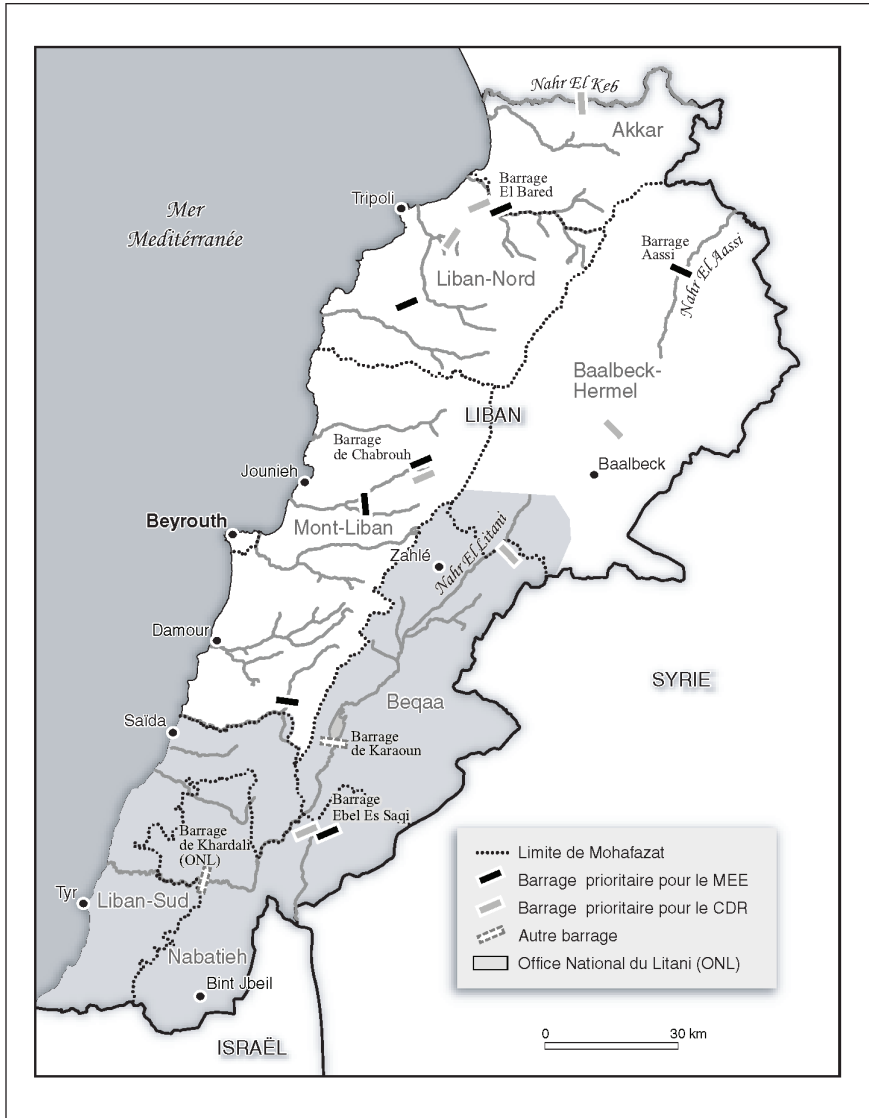 Nahr El Keb
Akkar
Barrage
El Bared
Tripoli
Mer
Meditérranée
Barrage
Aassi
Nahr El Aassi
Liban-Nord
Baalbeck-
Hermel
LIBAN
Barrage
de Chabrouh
Jounieh
Baalbeck
Beyrouth
Mont-Liban
Zahlé
Nahr El Litani
Damour
SYRIE
Beqaa
Saïda
Barrage
de Karaoun
Barrage
Ebel Es Saqi
Barrage
de Khardali
(ONL)
Tyr
Liban-Sud
Nabatieh
Bint Jbeil
ISRAËL
Limite de Mohafazat
Barrage prioritaire pour le MEE
Barrage prioritaire pour le CDR
Autre barrage
Office National du Litani (ONL)
0 30 km